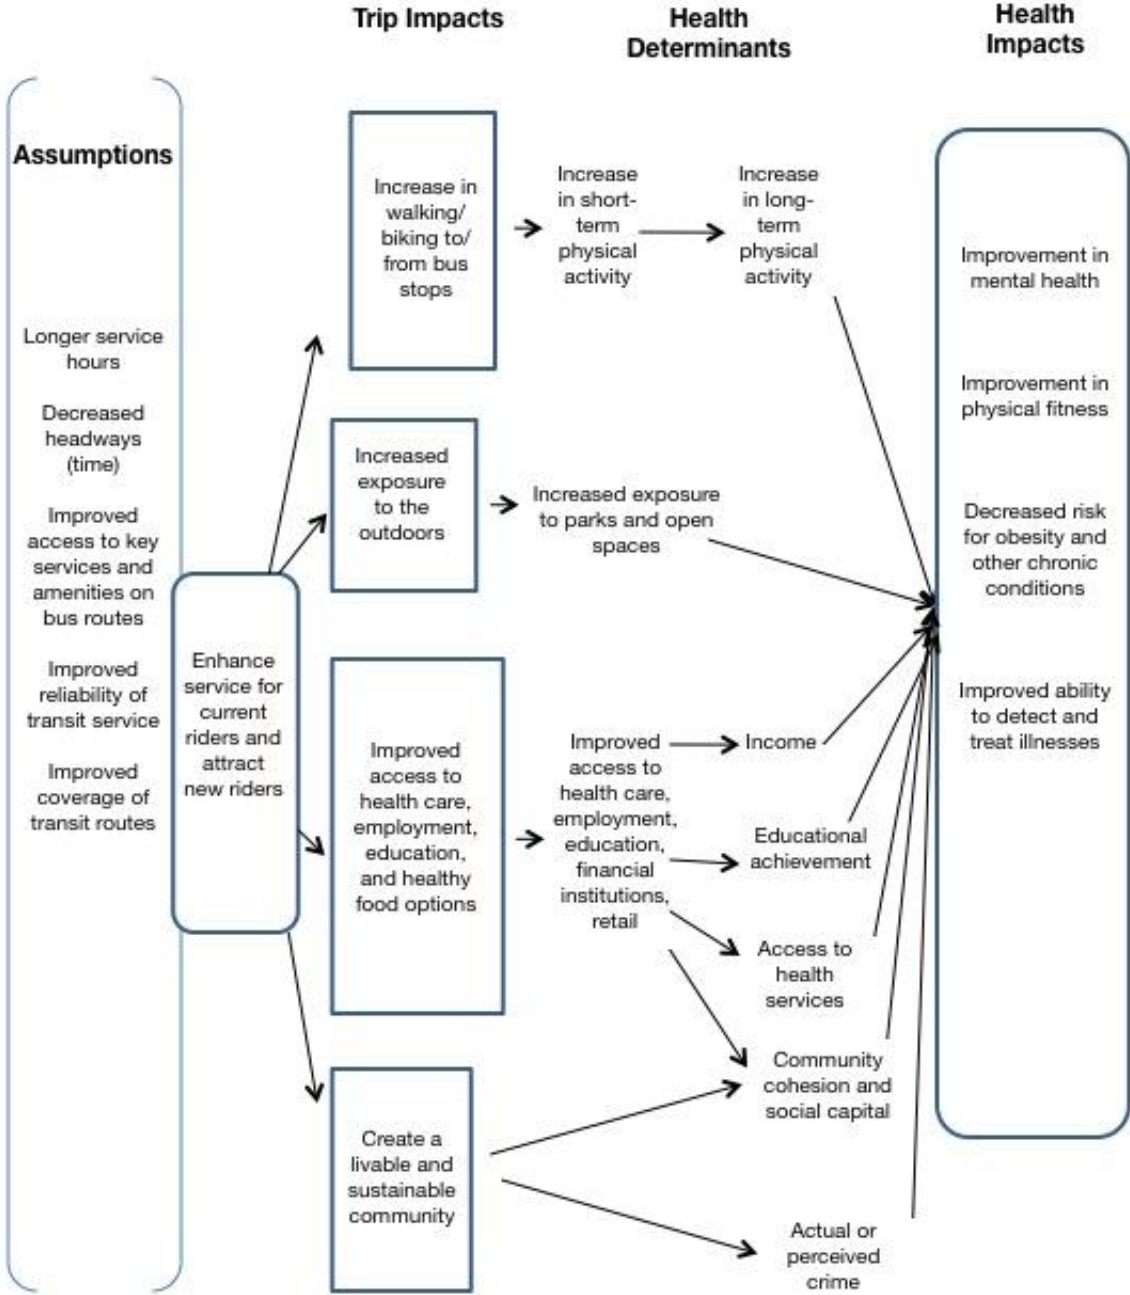 Trip Impacts
Health
Determinants
Health
Impacts
Assumptions
Longer service
hours
Decreased
headways
(time)
Improved
access to key
services and
amenities on
bus routes
Improved
reliability of
transit service
Improved
coverage of
transit routes
Enhance
service for
current
riders and
attract
new riders
Increase in
walking/
biking to/
from bus
stops
Increased
exposure
to the
outdoors
Improved
access to
health care,
employment,
education,
and healthy
food options
Create a
livable and
sustainable
community
Increase
in short-
term
physical
activity
Increase
in long-
term
physical
activity
Increased exposure
to parks and open
spaces
Improved
access to
health care,
employment,
education,
financial
institutions,
retail
Income
Educational
achievement
Access to
health
services
Community
cohesion and
social capital
Actual or
perceived
crime
Improvement in
mental health
Improvement in
physical fitness
Decreased risk
for obesity and
other chronic
conditions
Improved ability
to detect and
treat illnesses